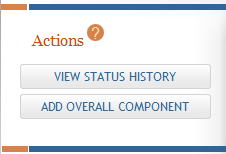 Actions ?
VIEW STATUS HISTORY
ADD OVERALL COMPONENT